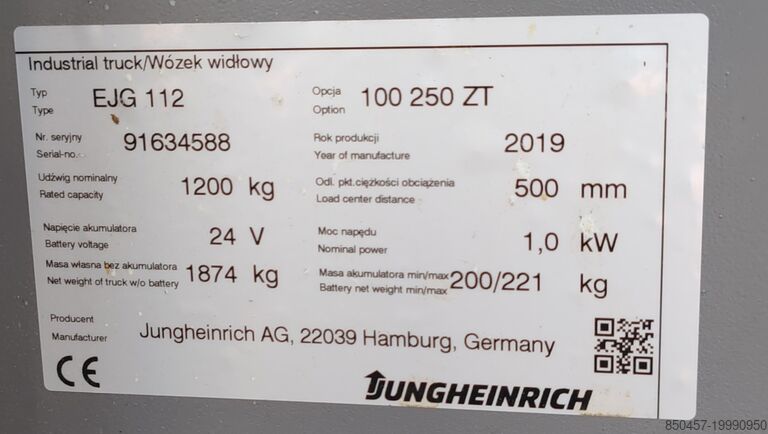 Industrial truck/Wózek widłowy
Typ
Type
EJG 112
Opcja
Option
100 250 ZT
Nr. seryjny
Serial-no.
91634588
Rok produkcji
Year of manufacture
2019
Udźwig nominalny
Rated capacity
1200 kg
Odl. pkt.ciężkości obciążenia
Load center distance
500 mm
Napięcie akumulatora
Battery voltage
24 V
Moc napędu
Nominal power
1,0 kW
Masa własna bez akumulatora
Net weight of truck w/o battery
1874 kg
Masa akumulatora min/max
Battery net weight min/max
200/221 kg
Producent
Manufacturer
Jungheinrich AG, 22039 Hamburg, Germany
CE
JUNGHEINRICH
850457-19990950